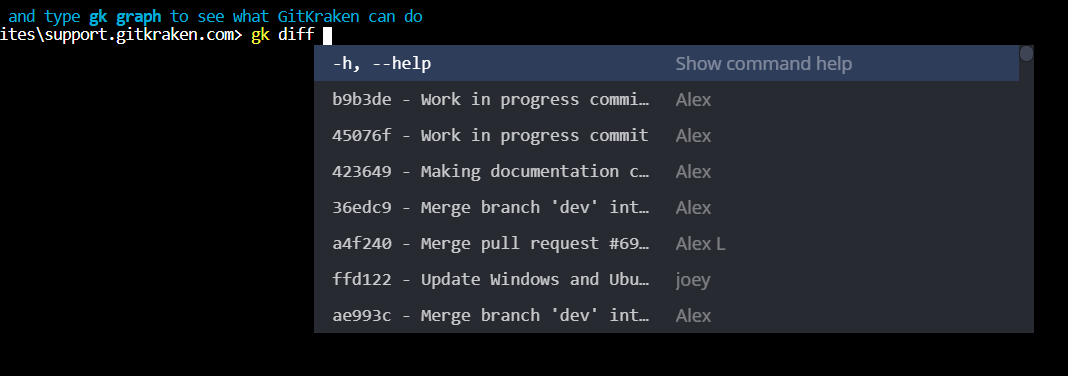 and type gk graph to see what GitKraken can do
ites\support.gitkraken.com> gk diff
-h, --help Show command help
b9b3de - Work in progress commi… Alex
45076f - Work in progress commit Alex
423649 - Making documentation c… Alex
36edc9 - Merge branch 'dev' int… Alex
a4f240 - Merge pull request #69… Alex L
ffd122 - Update Windows and Ubu… joey
ae993c - Merge branch 'dev' int… Alex